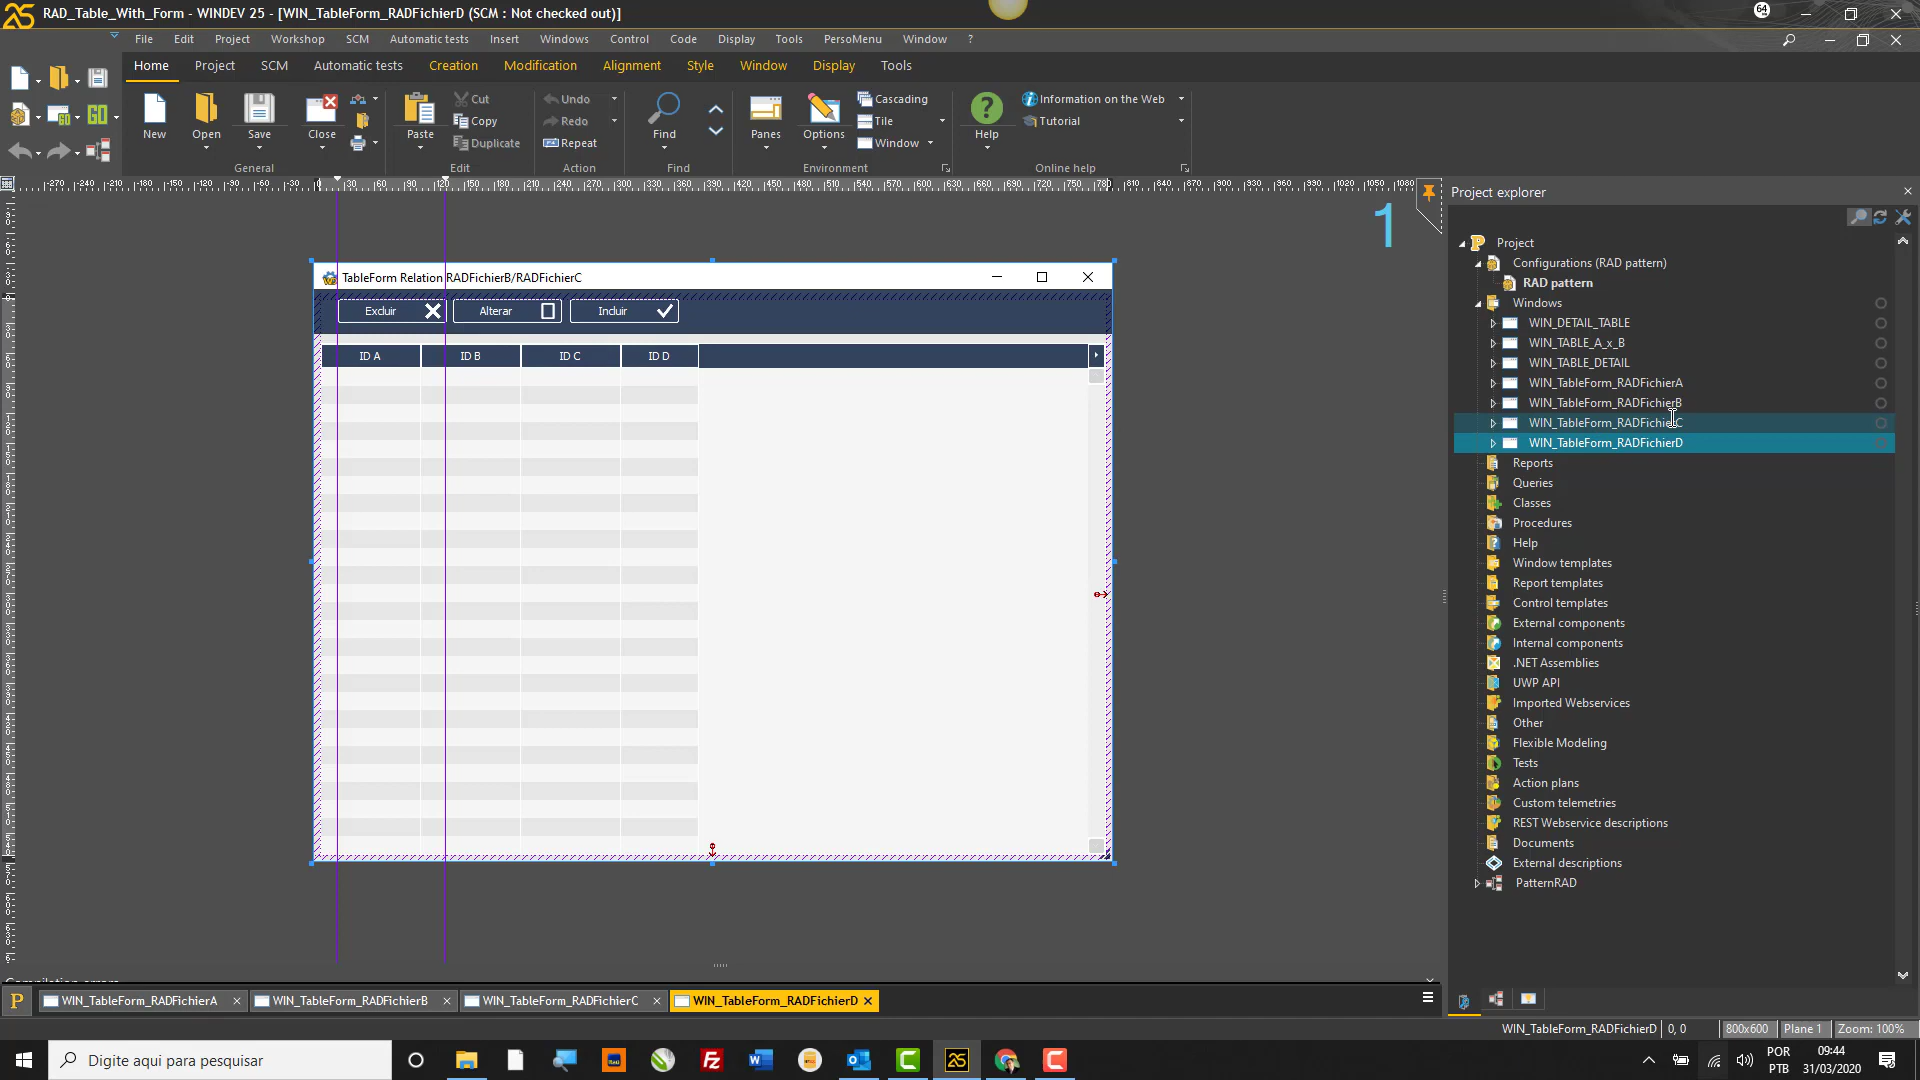 RAD_Table_With_Form - WINDEV 25 - [WIN_TableForm_RADFichierD (SCM : Not checked out)]
64
File Edit Project Workshop SCM Automatic tests Insert Windows Control Code Display Tools PersoMenu Window ?
Home Project SCM Automatic tests Creation Modification Alignment Style Window Display Tools
New Open Save Close Paste Cut Copy Duplicate Undo Redo Repeat Find Panes Options Cascading Tile Window Help Information on the Web Tutorial
General Edit Action Find Environment Online help
1
TableForm Relation RADFichierB/RADFichierC
Excluir Alterar Incluir
ID A ID B ID C ID D
Project explorer
Project
Configurations (RAD pattern)
RAD pattern
Windows
WIN_DETAIL_TABLE
WIN_TABLE_A_x_B
WIN_TABLE_DETAIL
WIN_TableForm_RADFichierA
WIN_TableForm_RADFichierB
WIN_TableForm_RADFichierC
WIN_TableForm_RADFichierD
Reports
Queries
Classes
Procedures
Help
Window templates
Report templates
Control templates
External components
Internal components
.NET Assemblies
UWP API
Imported Webservices
Other
Flexible Modeling
Tests
Action plans
Custom telemetries
REST Webservice descriptions
Documents
External descriptions
PatternRAD
WIN_TableForm_RADFichierA WIN_TableForm_RADFichierB WIN_TableForm_RADFichierC WIN_TableForm_RADFichierD
WIN_TableForm_RADFichierD 0, 0 800x600 Plane 1 Zoom: 100%
Digite aqui para pesquisar
POR
PTB
09:44
31/03/2020